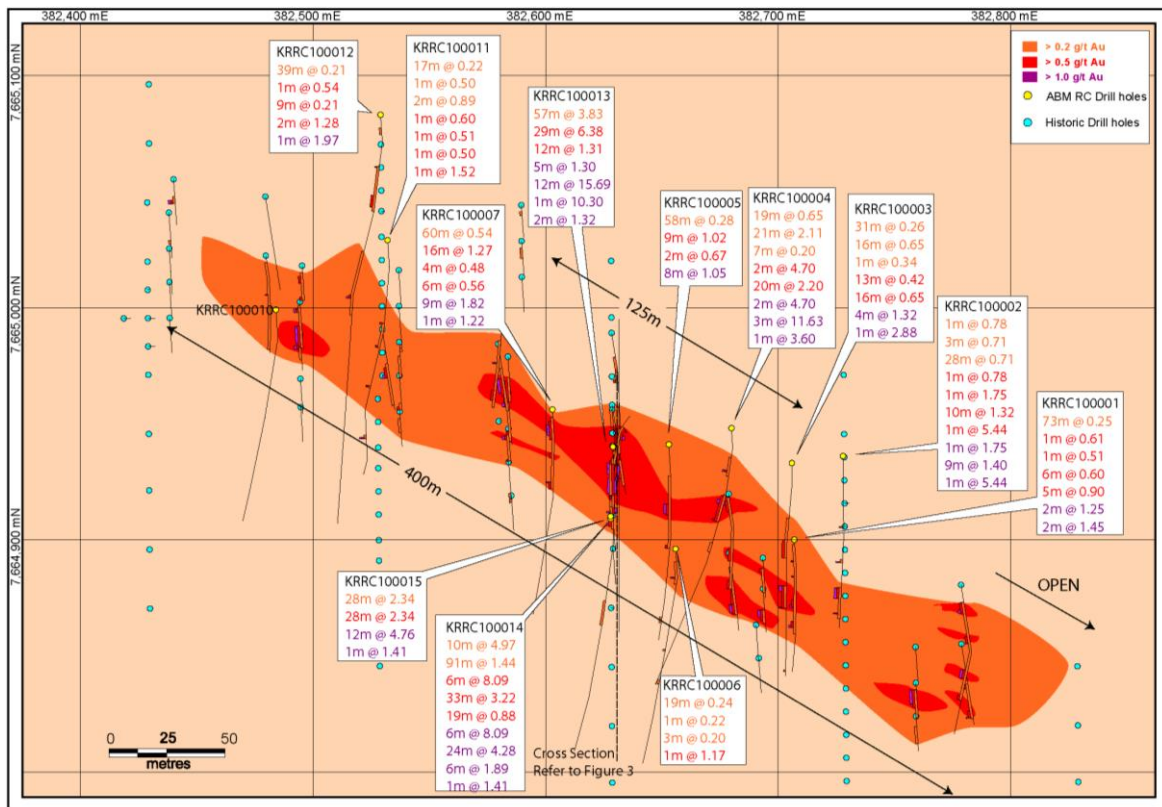 382,400 mE
382,500 mE
382,600 mE
382,700 mE
382,800 mE
7,665,100 mN
7,665,000 mN
7,664,900 mN
> 0.2 g/t Au
> 0.5 g/t Au
> 1.0 g/t Au
ABM RC Drill holes
Historic Drill holes
KRRC100012
39m @ 0.21
1m @ 0.54
9m @ 0.21
2m @ 1.28
1m @ 1.97
KRRC100011
17m @ 0.22
1m @ 0.50
2m @ 0.89
1m @ 0.60
1m @ 0.51
1m @ 0.50
1m @ 1.52
KRRC100013
57m @ 3.83
29m @ 6.38
12m @ 1.31
5m @ 1.30
12m @ 15.69
1m @ 10.30
2m @ 1.32
KRRC100007
60m @ 0.54
16m @ 1.27
4m @ 0.48
6m @ 0.56
9m @ 1.82
1m @ 1.22
KRRC100005
58m @ 0.28
9m @ 1.02
2m @ 0.67
8m @ 1.05
KRRC100004
19m @ 0.65
21m @ 2.11
7m @ 0.20
2m @ 4.70
20m @ 2.20
2m @ 4.70
3m @ 11.63
1m @ 3.60
KRRC100003
31m @ 0.26
16m @ 0.65
1m @ 0.34
13m @ 0.42
16m @ 0.65
4m @ 1.32
1m @ 2.88
KRRC100002
1m @ 0.78
3m @ 0.71
28m @ 0.71
1m @ 0.78
1m @ 1.75
10m @ 1.32
1m @ 5.44
1m @ 1.75
9m @ 1.40
1m @ 5.44
KRRC100001
73m @ 0.25
1m @ 0.61
1m @ 0.51
6m @ 0.60
5m @ 0.90
2m @ 1.25
2m @ 1.45
KRRC100010
125m
400m
OPEN
KRRC100015
28m @ 2.34
28m @ 2.34
12m @ 4.76
1m @ 1.41
KRRC100014
10m @ 4.97
91m @ 1.44
6m @ 8.09
33m @ 3.22
19m @ 0.88
6m @ 8.09
24m @ 4.28
6m @ 1.89
1m @ 1.41
KRRC100006
19m @ 0.24
1m @ 0.22
3m @ 0.20
1m @ 1.17
Cross Section,
Refer to Figure 3
0 25 50
metres